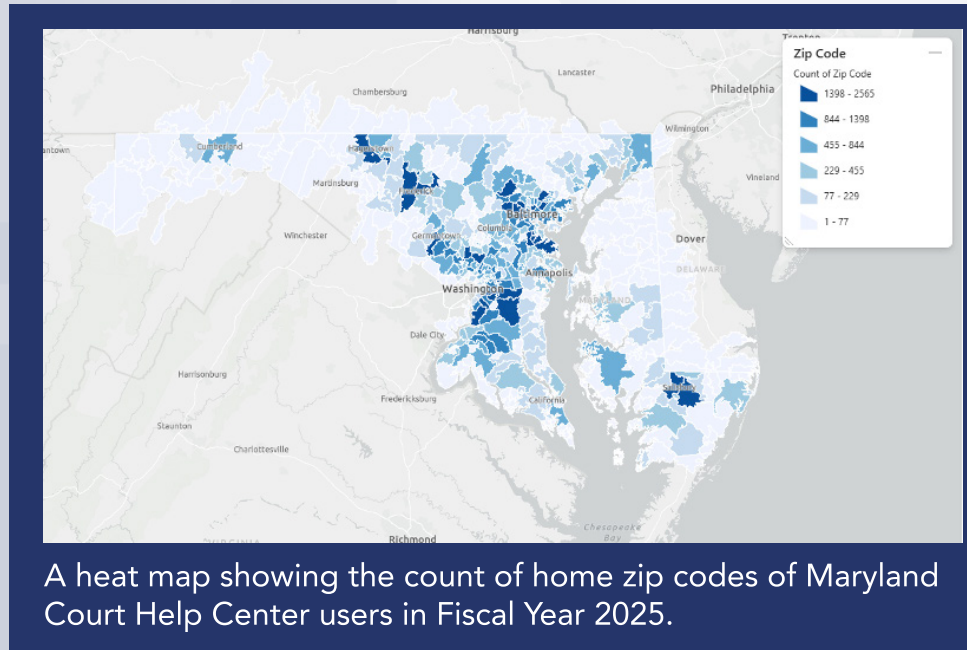 Harrisburg
Trenton
Zip Code
Count of Zip Code
1398 - 2565
844 - 1398
455 - 844
229 - 455
77 - 229
1 - 77
Lancaster
Philadelphia
Chambersburg
Wilmington
antown
Cumberland
Hagerstown
Vineland
Martinsburg
Frederick
Baltimore
Winchester
Germantown
Columbia
Dover
Annapolis
DELAWARE
Washington
MARYLAND
Dale City
Harrisonburg
Salisbury
Fredericksburg
California
Staunton
Charlottesville
Chesapeake
Bay
Richmond
VIRGINIA
A heat map showing the count of home zip codes of Maryland
Court Help Center users in Fiscal Year 2025.